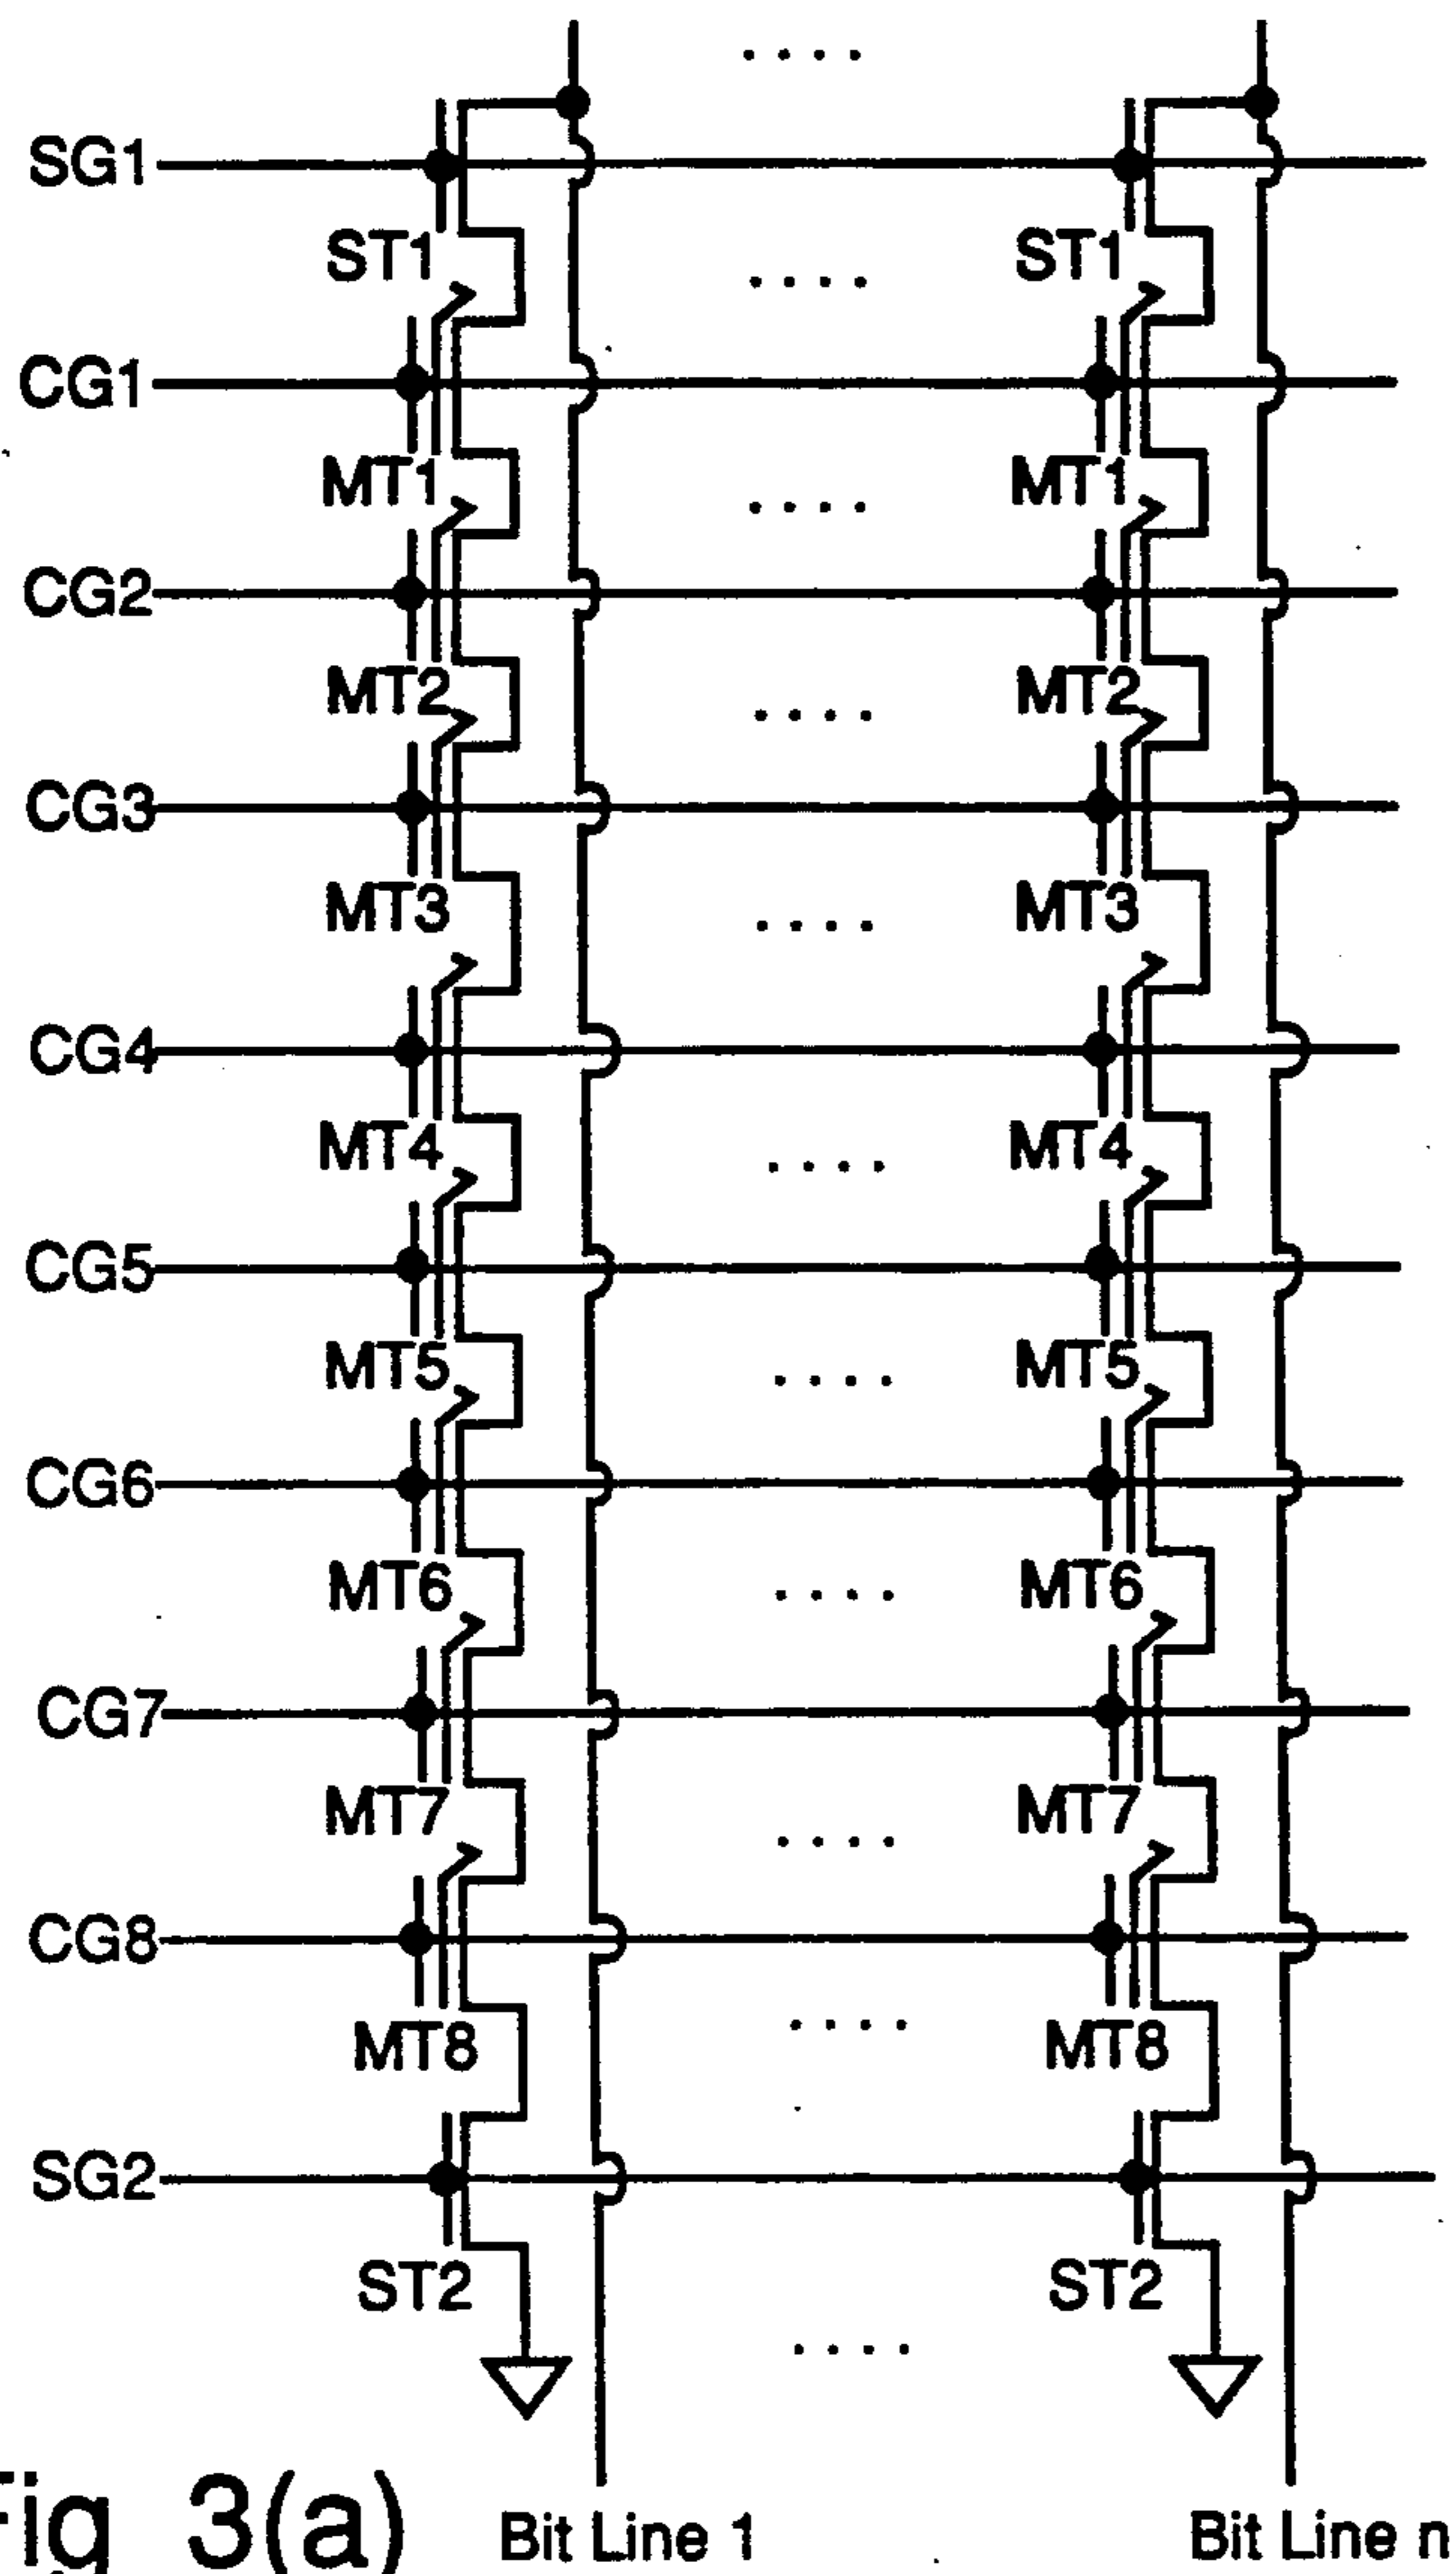 SG1
ST1 ST1
CG1
MT1 MT1
CG2
MT2 MT2
CG3
MT3 MT3
CG4
MT4 MT4
CG5
MT5 MT5
CG6
MT6 MT6
CG7
MT7 MT7
CG8
MT8 MT8
SG2
ST2 ST2
Fig 3(a) Bit Line 1 Bit Line n